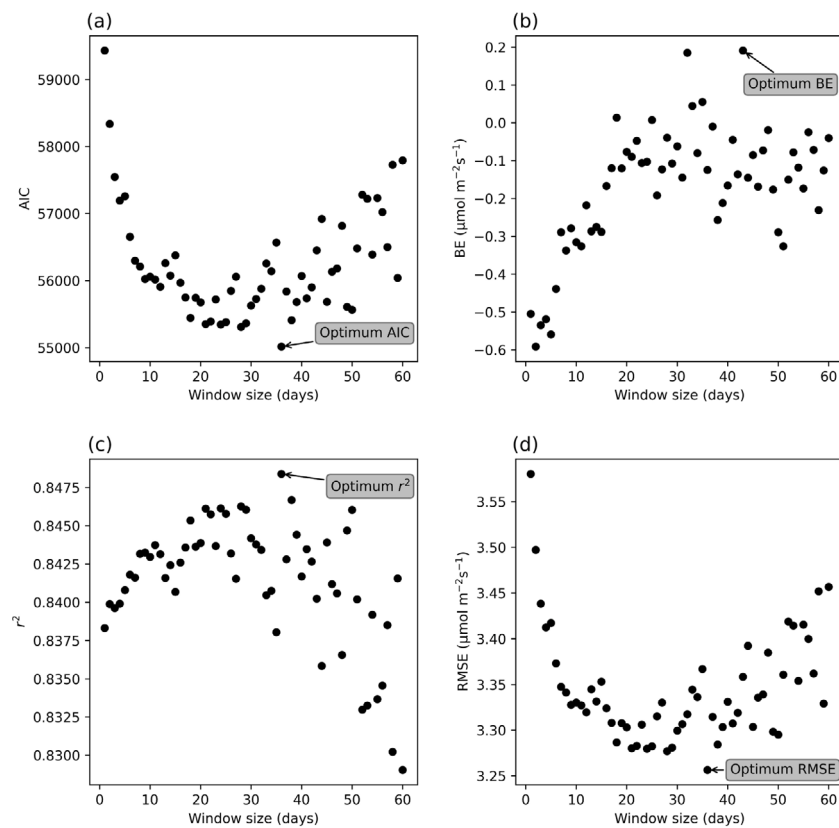 (a)
59000
58000
57000
56000
55000
AIC
Optimum AIC
0 10 20 30 40 50 60
Window size (days)
(b)
0.2
0.1
0.0
−0.1
−0.2
−0.3
−0.4
−0.5
−0.6
BE (μmol m⁻²s⁻¹)
Optimum BE
0 10 20 30 40 50 60
Window size (days)
(c)
0.8475
0.8450
0.8425
0.8400
0.8375
0.8350
0.8325
0.8300
r²
Optimum r²
0 10 20 30 40 50 60
Window size (days)
(d)
3.55
3.50
3.45
3.40
3.35
3.30
3.25
RMSE (μmol m⁻²s⁻¹)
Optimum RMSE
0 10 20 30 40 50 60
Window size (days)